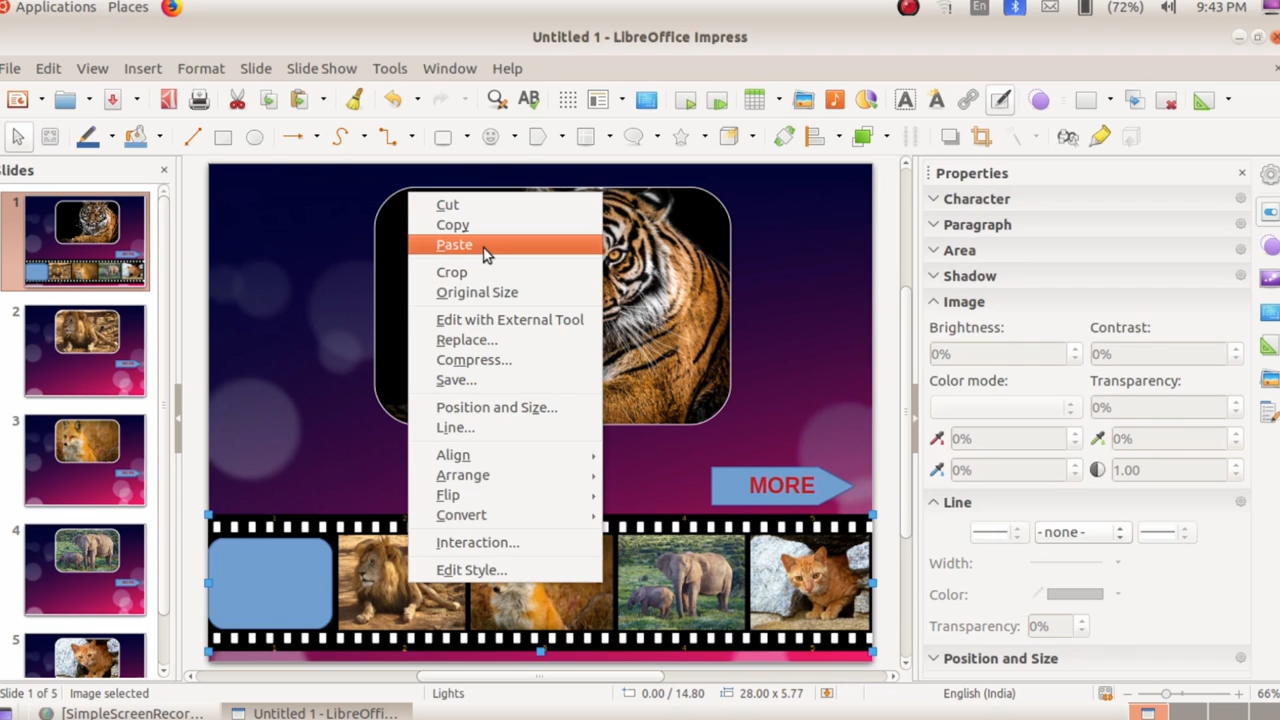 Applications Places En (72%) 9:43 PM
Untitled 1 - LibreOffice Impress
File Edit View Insert Format Slide Slide Show Tools Window Help
Slides
1
2
3
4
5
MORE
Cut
Copy
Paste
Crop
Original Size
Edit with External Tool
Replace...
Compress...
Save...
Position and Size...
Line...
Align
Arrange
Flip
Convert
Interaction...
Edit Style...
MORE
Properties
Character
Paragraph
Area
Shadow
Image
Brightness: Contrast:
0% 0%
Color mode: Transparency:
0%
0% 0%
0% 1.00
Line
- none -
Width:
Color:
Transparency: 0%
Position and Size
Slide 1 of 5 Image selected Lights 0.00 / 14.80 28.00 x 5.77 English (India) 66%
[SimpleScreenRecor... Untitled 1 - LibreOffi...